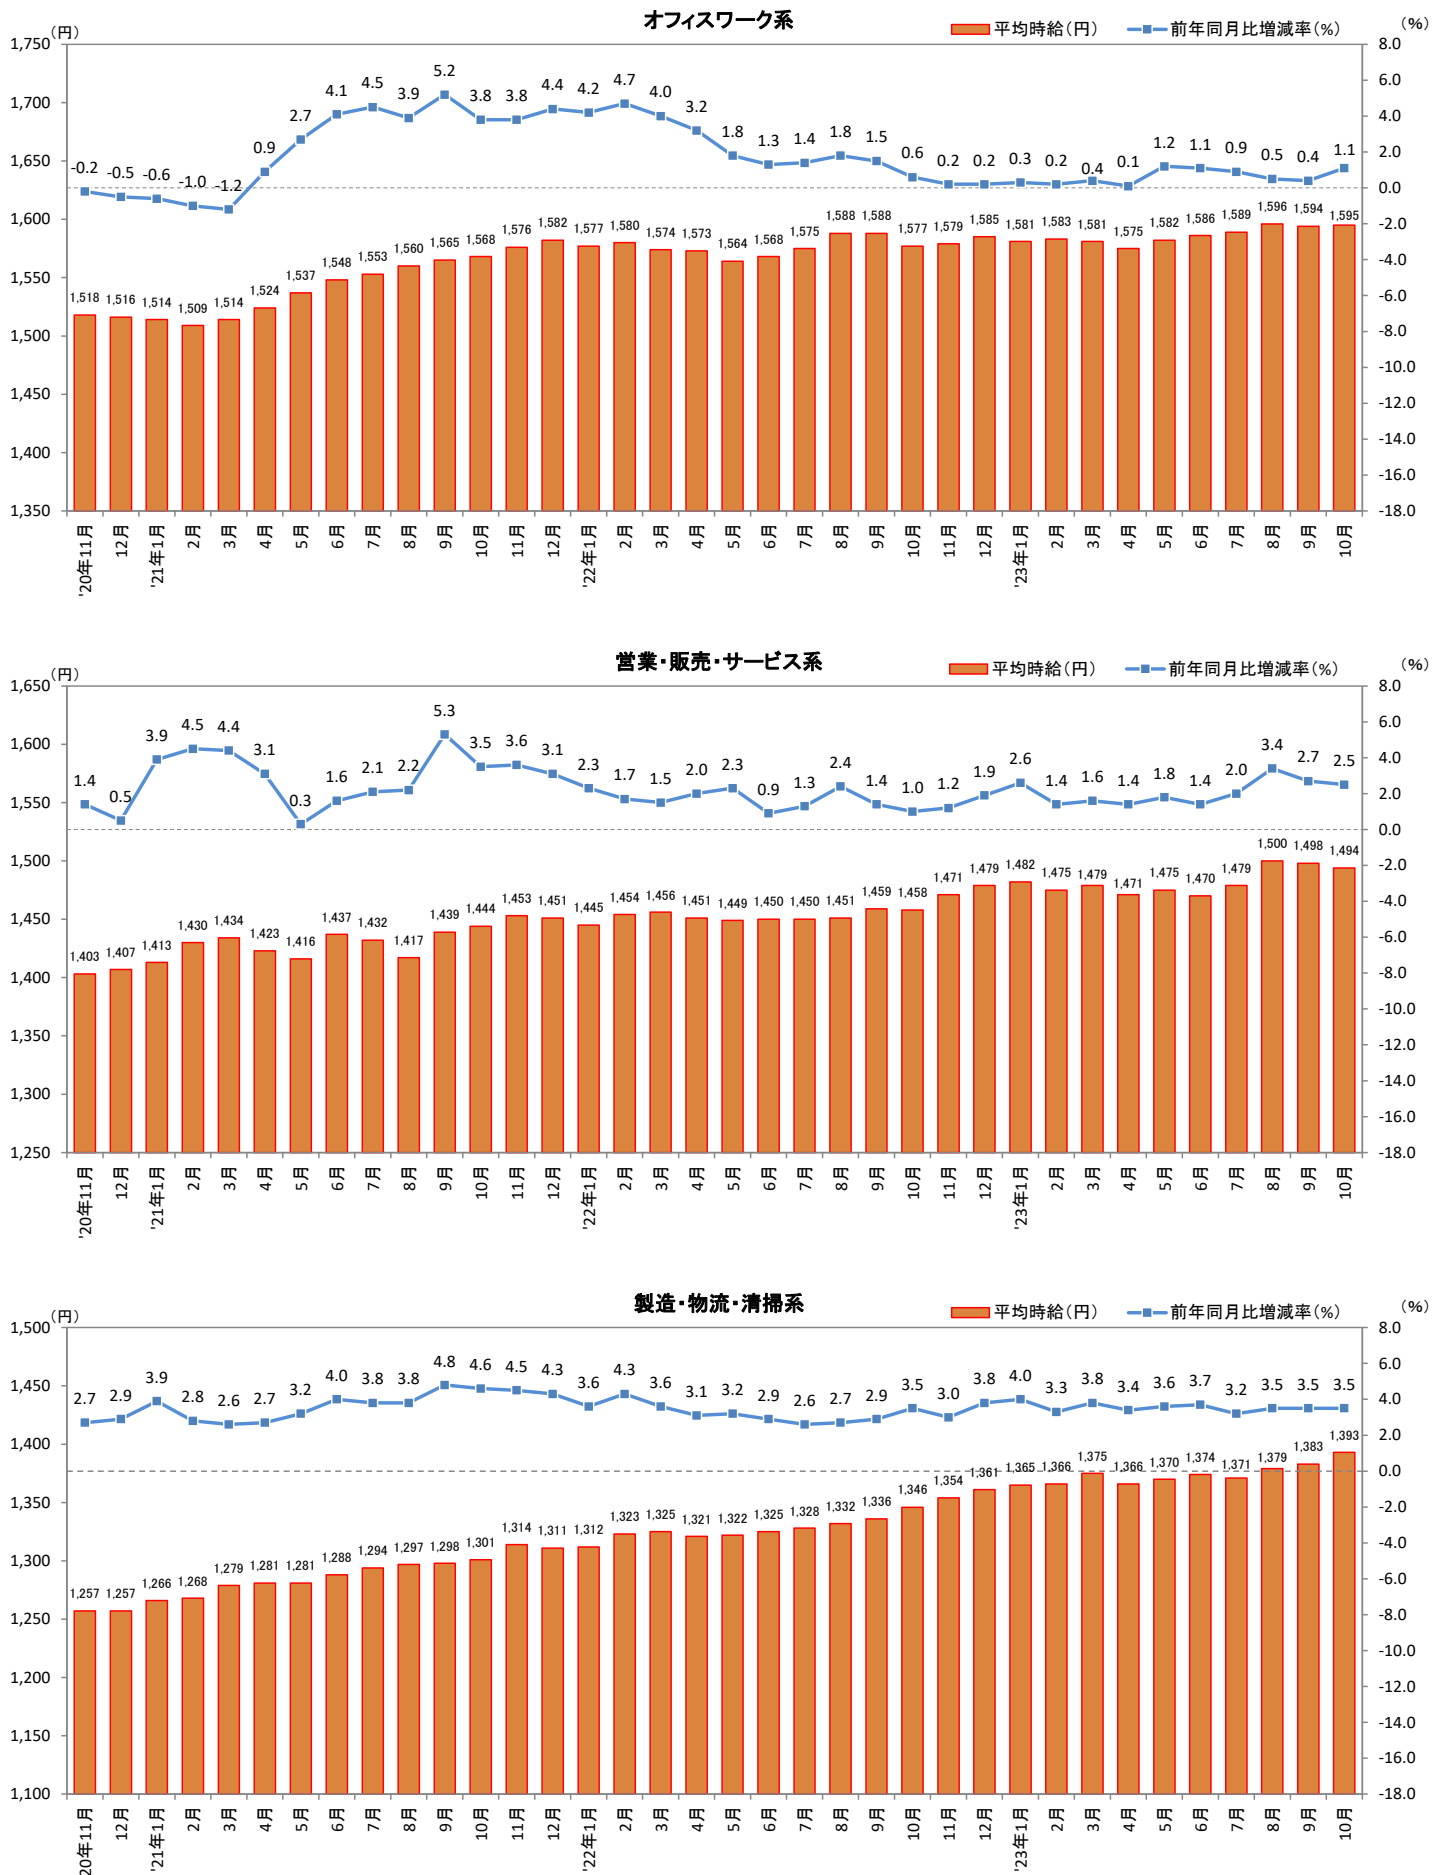 オフィスワーク系
(円) 平均時給(円) 前年同月比増減率(%) (%)
1,750 1,700 1,650 1,600 1,550 1,500 1,450 1,400 1,350
8.0 6.0 4.0 2.0 0.0 -2.0 -4.0 -6.0 -8.0 -10.0 -12.0 -14.0 -16.0 -18.0
-0.2 -0.5 -0.6 -1.0 -1.2 0.9 2.7 4.1 4.5 3.9 5.2 3.8 3.8 4.4 4.2 4.7 4.0 3.2 1.8 1.3 1.4 1.8 1.5 0.6 0.2 0.2 0.3 0.2 0.4 0.1 1.2 1.1 0.9 0.5 0.4 1.1
1,518 1,516 1,514 1,509 1,514 1,524 1,537 1,548 1,553 1,560 1,565 1,568 1,576 1,582 1,577 1,580 1,574 1,573 1,564 1,568 1,575 1,588 1,588 1,577 1,579 1,585 1,581 1,583 1,581 1,575 1,582 1,586 1,589 1,596 1,594 1,595
'20年11月 12月 '21年1月 2月 3月 4月 5月 6月 7月 8月 9月 10月 11月 12月 '22年1月 2月 3月 4月 5月 6月 7月 8月 9月 10月 11月 12月 '23年1月 2月 3月 4月 5月 6月 7月 8月 9月 10月
営業・販売・サービス系
(円) 平均時給(円) 前年同月比増減率(%) (%)
1,650 1,600 1,550 1,500 1,450 1,400 1,350 1,300 1,250
8.0 6.0 4.0 2.0 0.0 -2.0 -4.0 -6.0 -8.0 -10.0 -12.0 -14.0 -16.0 -18.0
1.4 0.5 3.9 4.5 4.4 3.1 0.3 1.6 2.1 2.2 5.3 3.5 3.6 3.1 2.3 1.7 1.5 2.0 2.3 0.9 1.3 2.4 1.4 1.0 1.2 1.9 2.6 1.4 1.6 1.4 1.8 1.4 2.0 3.4 2.7 2.5
1,403 1,407 1,413 1,430 1,434 1,423 1,416 1,437 1,432 1,417 1,439 1,444 1,453 1,451 1,445 1,454 1,456 1,451 1,449 1,450 1,450 1,451 1,459 1,458 1,471 1,479 1,482 1,475 1,479 1,471 1,475 1,470 1,479 1,500 1,498 1,494
'20年11月 12月 '21年1月 2月 3月 4月 5月 6月 7月 8月 9月 10月 11月 12月 '22年1月 2月 3月 4月 5月 6月 7月 8月 9月 10月 11月 12月 '23年1月 2月 3月 4月 5月 6月 7月 8月 9月 10月
製造・物流・清掃系
(円) 平均時給(円) 前年同月比増減率(%) (%)
1,500 1,450 1,400 1,350 1,300 1,250 1,200 1,150 1,100
8.0 6.0 4.0 2.0 0.0 -2.0 -4.0 -6.0 -8.0 -10.0 -12.0 -14.0 -16.0 -18.0
2.7 2.9 3.9 2.8 2.6 2.7 3.2 4.0 3.8 3.8 4.8 4.6 4.5 4.3 3.6 4.3 3.6 3.1 3.2 2.9 2.6 2.7 2.9 3.5 3.0 3.8 4.0 3.3 3.8 3.4 3.6 3.7 3.2 3.5 3.5 3.5
1,257 1,257 1,266 1,268 1,279 1,281 1,281 1,288 1,294 1,297 1,298 1,301 1,314 1,311 1,312 1,323 1,325 1,321 1,322 1,325 1,328 1,332 1,336 1,346 1,354 1,361 1,365 1,366 1,375 1,366 1,370 1,374 1,371 1,379 1,383 1,393
20年11月 12月 '21年1月 2月 3月 4月 5月 6月 7月 8月 9月 10月 11月 12月 '22年1月 2月 3月 4月 5月 6月 7月 8月 9月 10月 11月 12月 '23年1月 2月 3月 4月 5月 6月 7月 8月 9月 10月